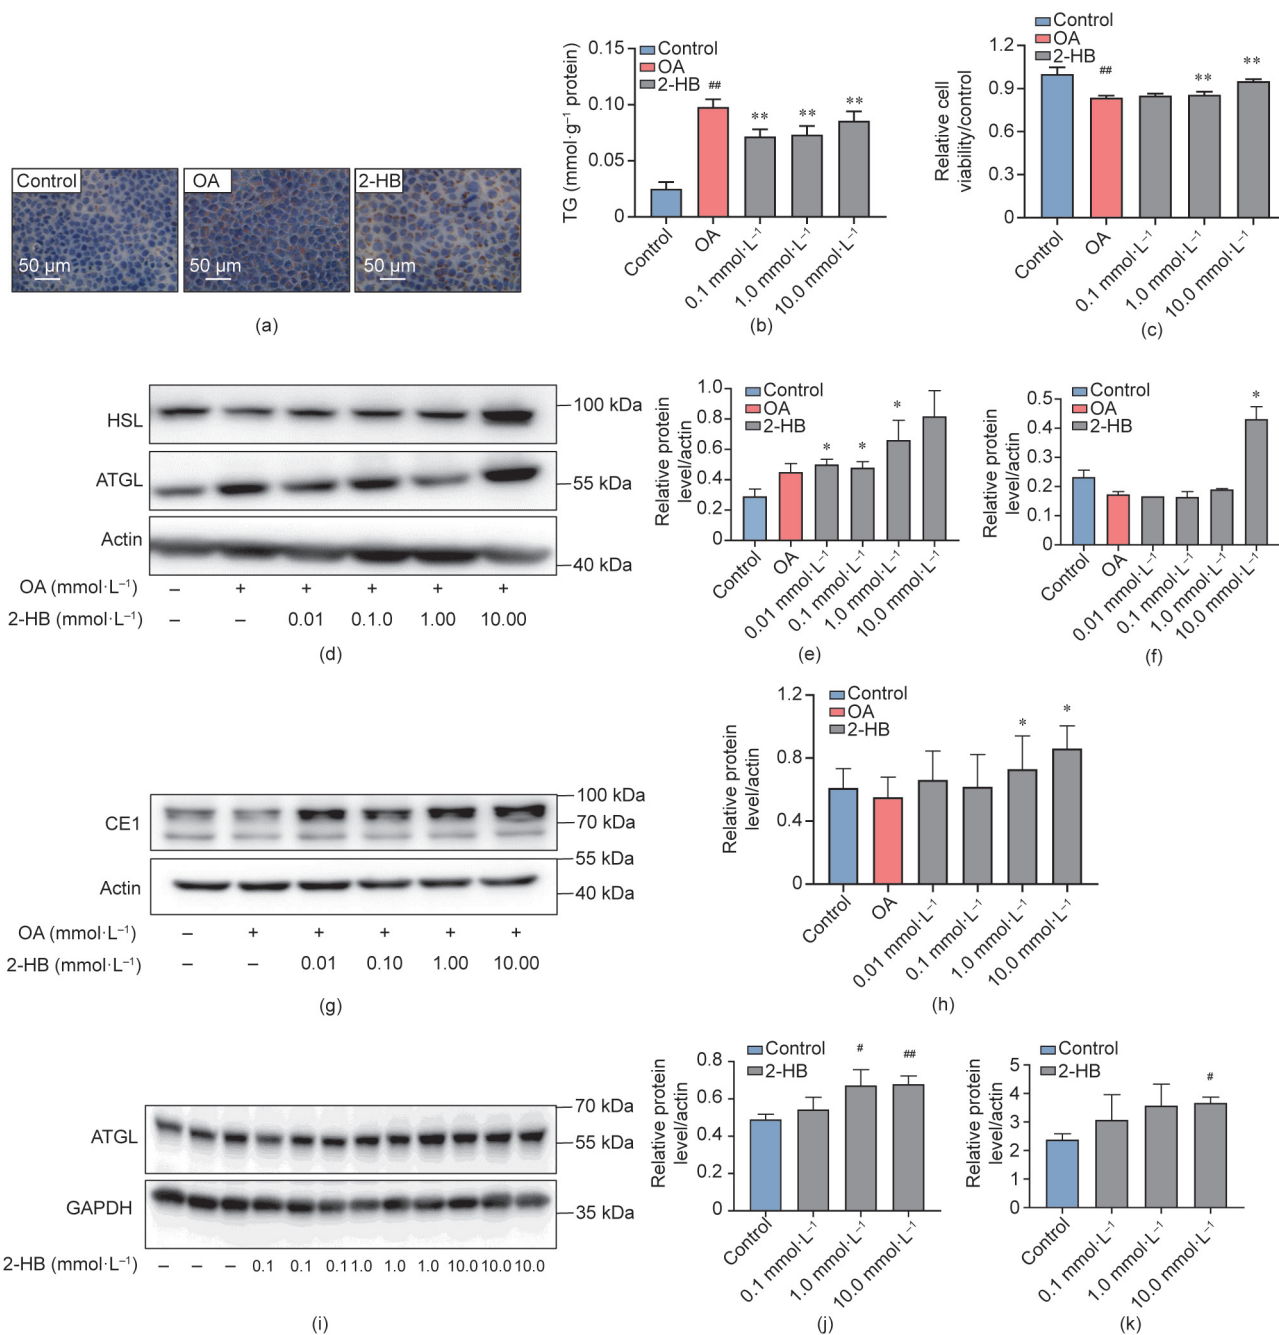 Control
OA
2-HB
50 μm
50 μm
50 μm
(a)
TG (mmol·g⁻¹ protein)
0.15
0.10
0.05
0
Control
OA
2-HB
##
**
**
**
Control
OA
0.1 mmol·L⁻¹
1.0 mmol·L⁻¹
10.0 mmol·L⁻¹
(b)
Relative cell
viability/control
1.2
0.9
0.6
0.3
0
Control
OA
2-HB
##
**
**
Control
OA
0.1 mmol·L⁻¹
1.0 mmol·L⁻¹
10.0 mmol·L⁻¹
(c)
HSL
100 kDa
ATGL
55 kDa
Actin
40 kDa
OA (mmol·L⁻¹) – + + + + +
2-HB (mmol·L⁻¹) – – 0.01 0.1.0 1.00 10.00
(d)
Relative protein
level/actin
1.0
0.8
0.6
0.4
0.2
0
Control
OA
2-HB
*
*
*
Control
OA
0.01 mmol·L⁻¹
0.1 mmol·L⁻¹
1.0 mmol·L⁻¹
10.0 mmol·L⁻¹
(e)
Relative protein
level/actin
0.5
0.4
0.3
0.2
0.1
0
Control
OA
2-HB
*
Control
OA
0.01 mmol·L⁻¹
0.1 mmol·L⁻¹
1.0 mmol·L⁻¹
10.0 mmol·L⁻¹
(f)
CE1
100 kDa
70 kDa
55 kDa
Actin
40 kDa
OA (mmol·L⁻¹) – + + + + +
2-HB (mmol·L⁻¹) – – 0.01 0.10 1.00 10.00
(g)
Relative protein
level/actin
1.2
0.8
0.4
0
Control
OA
2-HB
*
*
Control
OA
0.01 mmol·L⁻¹
0.1 mmol·L⁻¹
1.0 mmol·L⁻¹
10.0 mmol·L⁻¹
(h)
ATGL
70 kDa
55 kDa
GAPDH
35 kDa
2-HB (mmol·L⁻¹) – – – 0.1 0.1 0.11.0 1.0 1.0 10.0 10.0 10.0
(i)
Relative protein
level/actin
0.8
0.6
0.4
0.2
0
Control
2-HB
#
##
Control
0.1 mmol·L⁻¹
1.0 mmol·L⁻¹
10.0 mmol·L⁻¹
(j)
Relative protein
level/actin
5
4
3
2
1
0
Control
2-HB
#
Control
0.1 mmol·L⁻¹
1.0 mmol·L⁻¹
10.0 mmol·L⁻¹
(k)